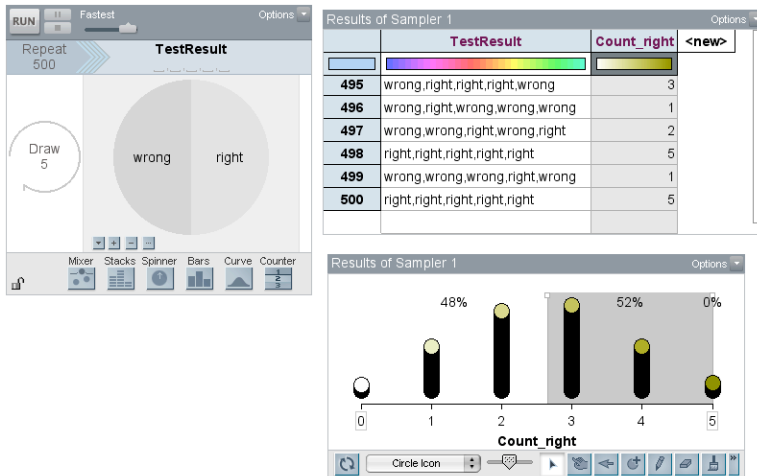 RUN
Fastest
Options
Repeat
500
TestResult
Draw
5
wrong
right
Mixer Stacks Spinner Bars Curve Counter
1
2
3
Results of Sampler 1
Options
TestResult Count_right <new>
495 wrong,right,right,right,wrong 3
496 wrong,right,wrong,wrong,wrong 1
497 wrong,wrong,right,wrong,right 2
498 right,right,right,right,right 5
499 wrong,wrong,wrong,right,wrong 1
500 right,right,right,right,right 5
Results of Sampler 1
Options
48% 52% 0%
0 1 2 3 4 5
Count_right
Circle Icon